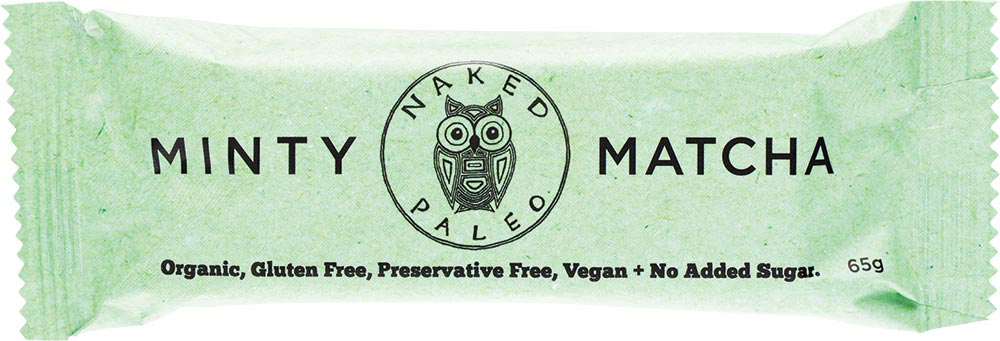 NAKED
MINTY MATCHA
PALEO
Organic, Gluten Free, Preservative Free, Vegan + No Added Sugar. 65g